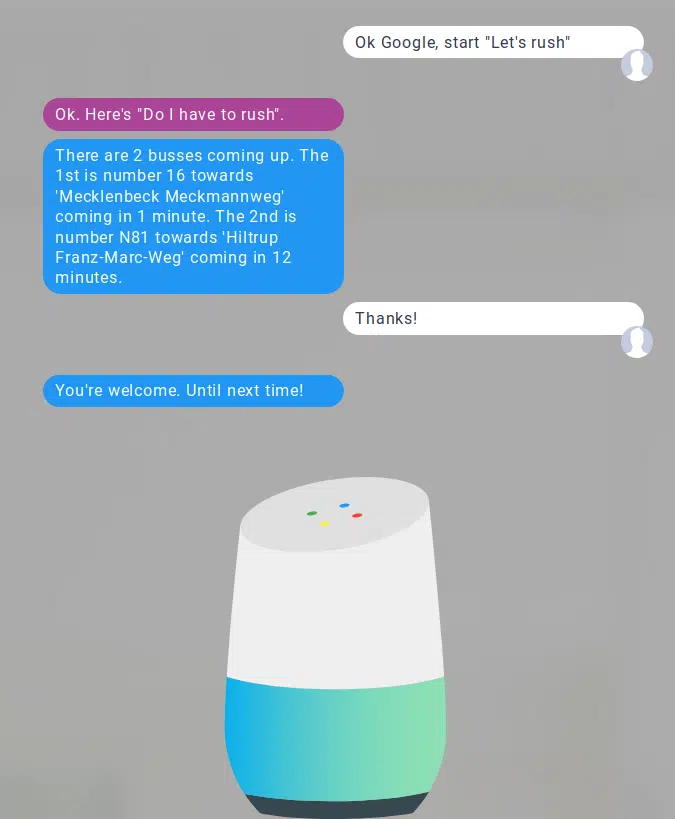 Ok Google, start "Let's rush"
Ok. Here's "Do I have to rush".
There are 2 busses coming up. The
1st is number 16 towards
'Mecklenbeck Meckmannweg'
coming in 1 minute. The 2nd is
number N81 towards 'Hiltrup
Franz-Marc-Weg' coming in 12
minutes.
Thanks!
You're welcome. Until next time!